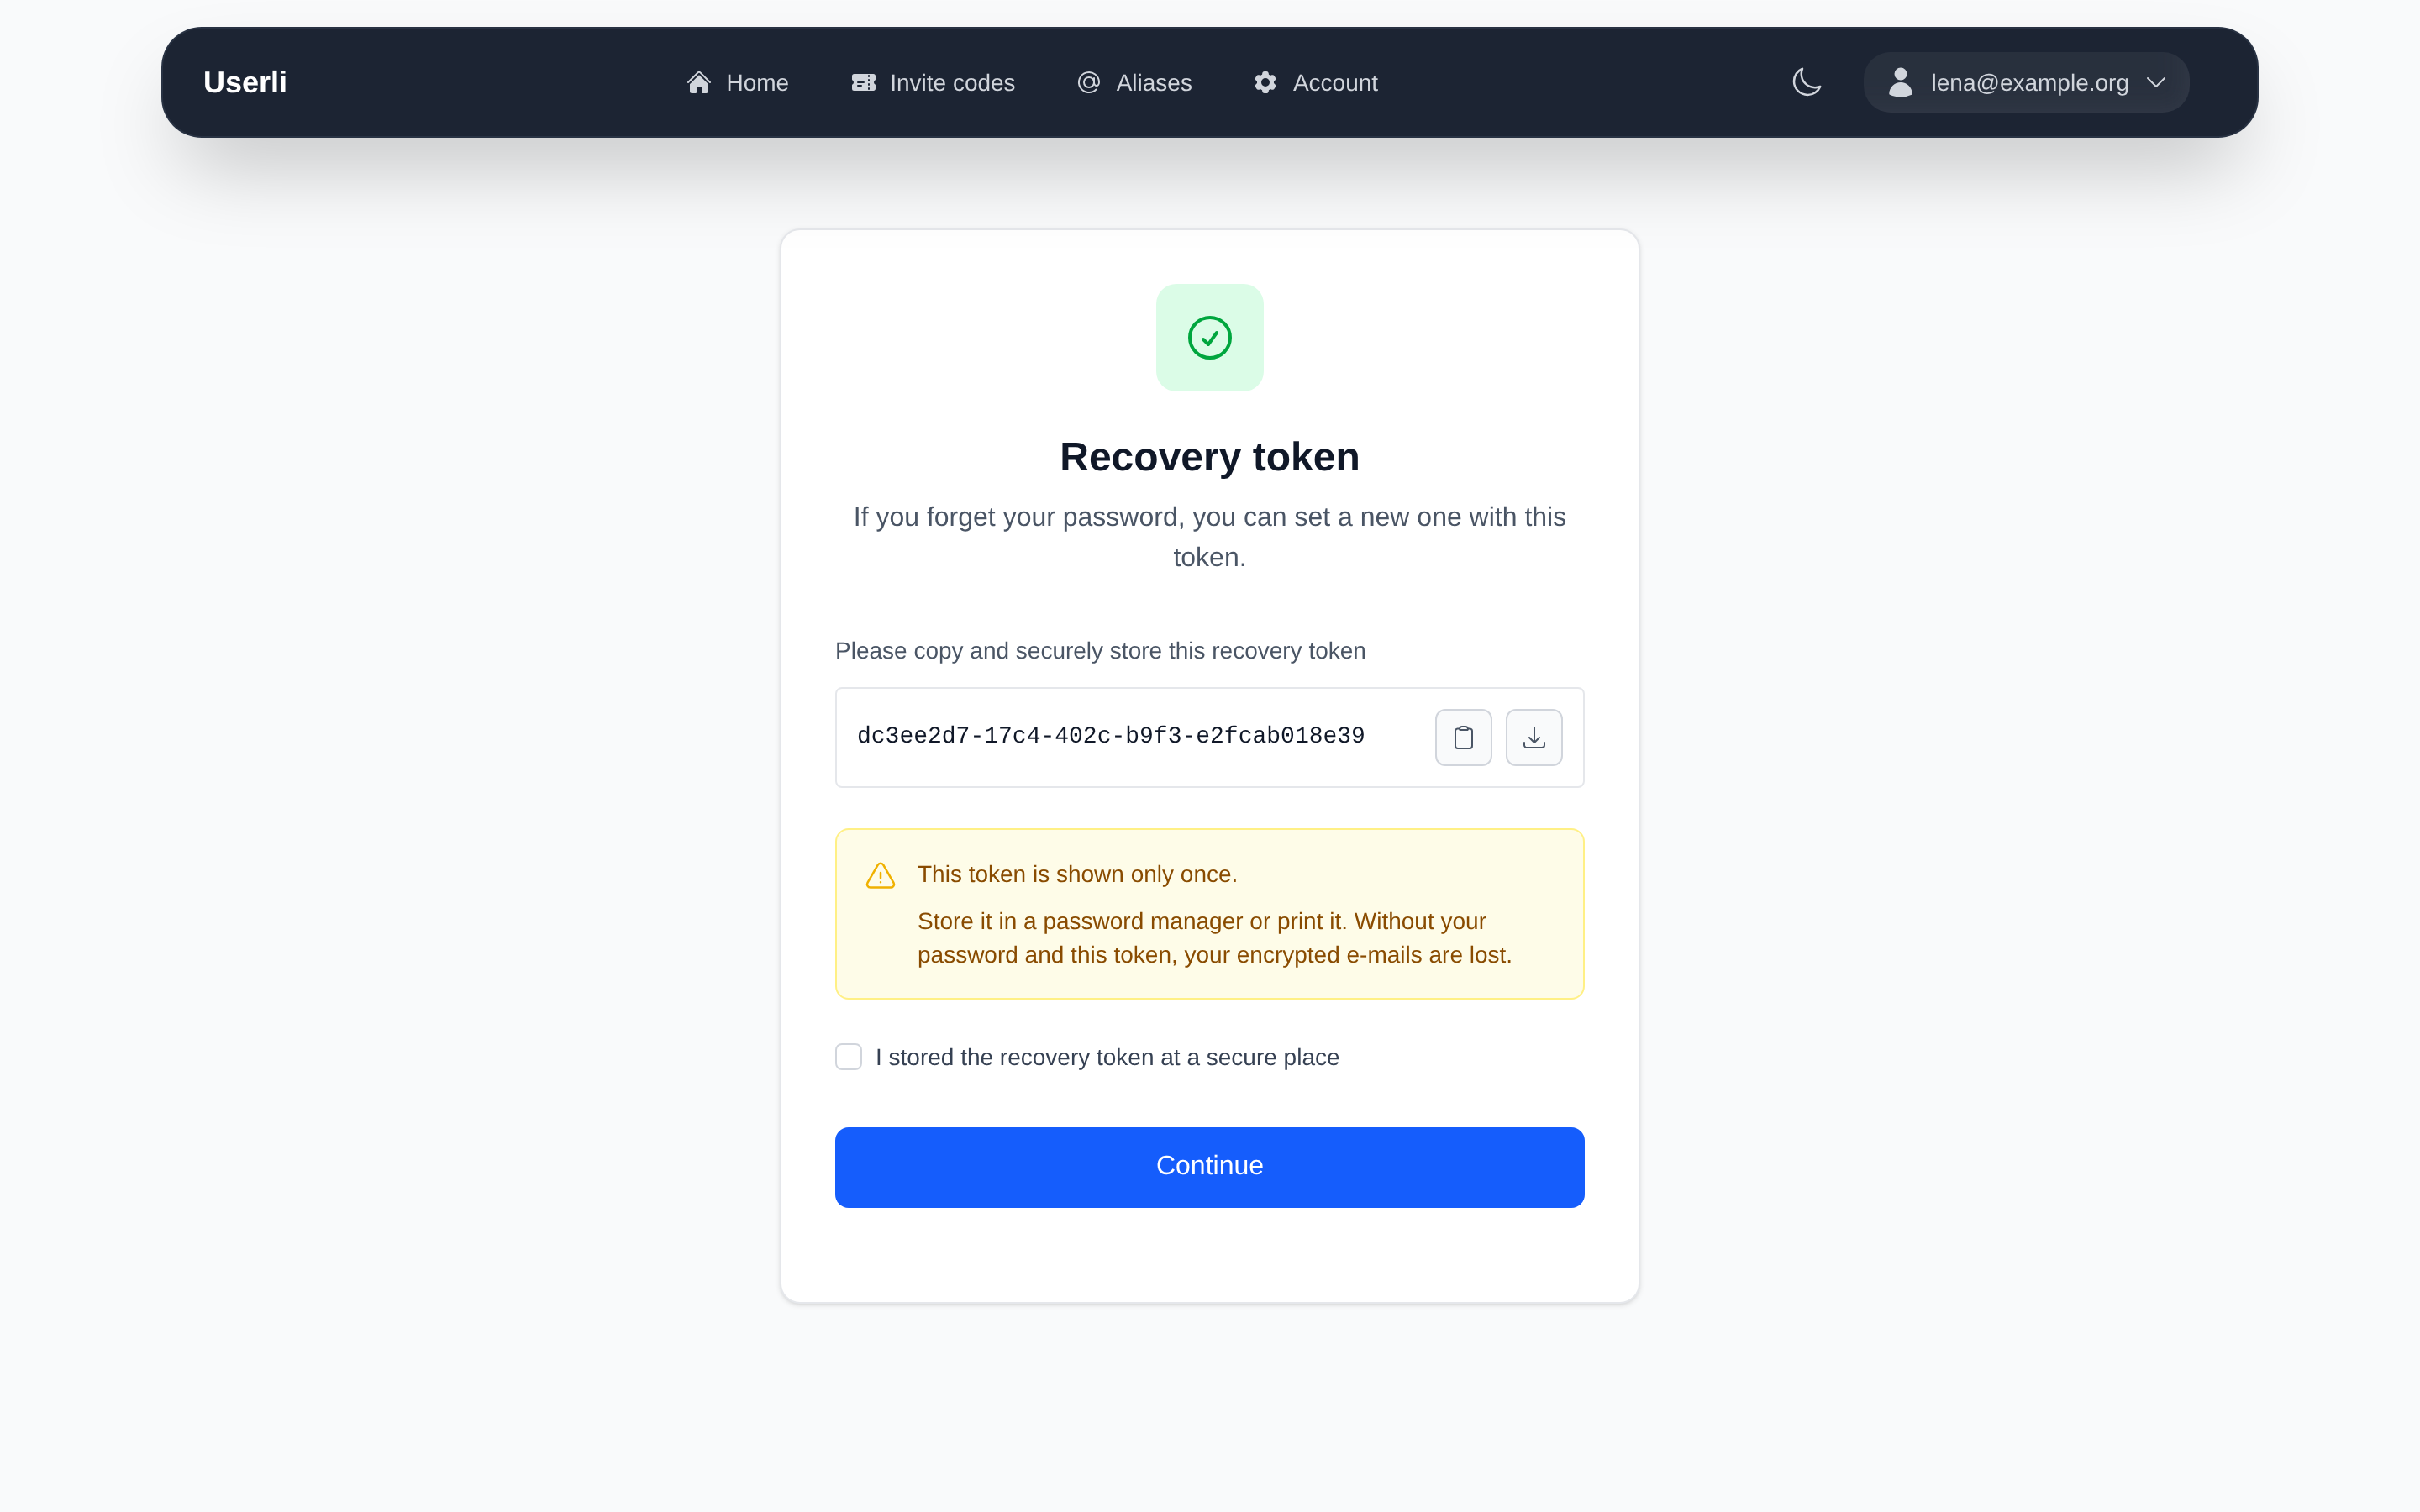 Userli
Home
Invite codes
Aliases
Account
lena@example.org
Recovery token
If you forget your password, you can set a new one with this
token.
Please copy and securely store this recovery token
dc3ee2d7-17c4-402c-b9f3-e2fcab018e39
This token is shown only once.
Store it in a password manager or print it. Without your
password and this token, your encrypted e-mails are lost.
I stored the recovery token at a secure place
Continue